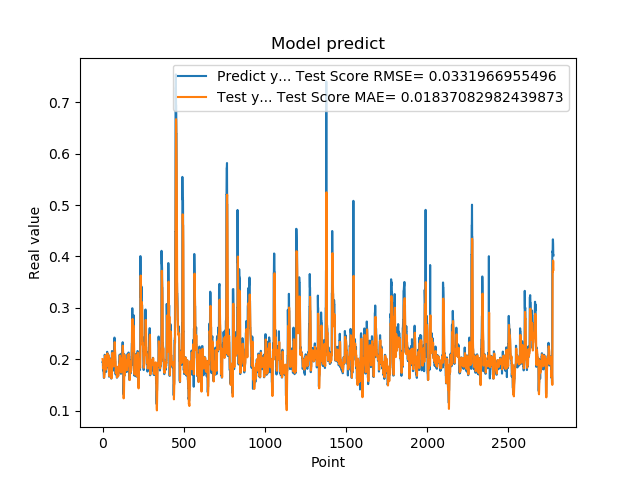 Model predict
Predict y... Test Score RMSE= 0.0331966955496
Test y... Test Score MAE= 0.01837082982439873
Real value
0.7
0.6
0.5
0.4
0.3
0.2
0.1
0 500 1000 1500 2000 2500
Point